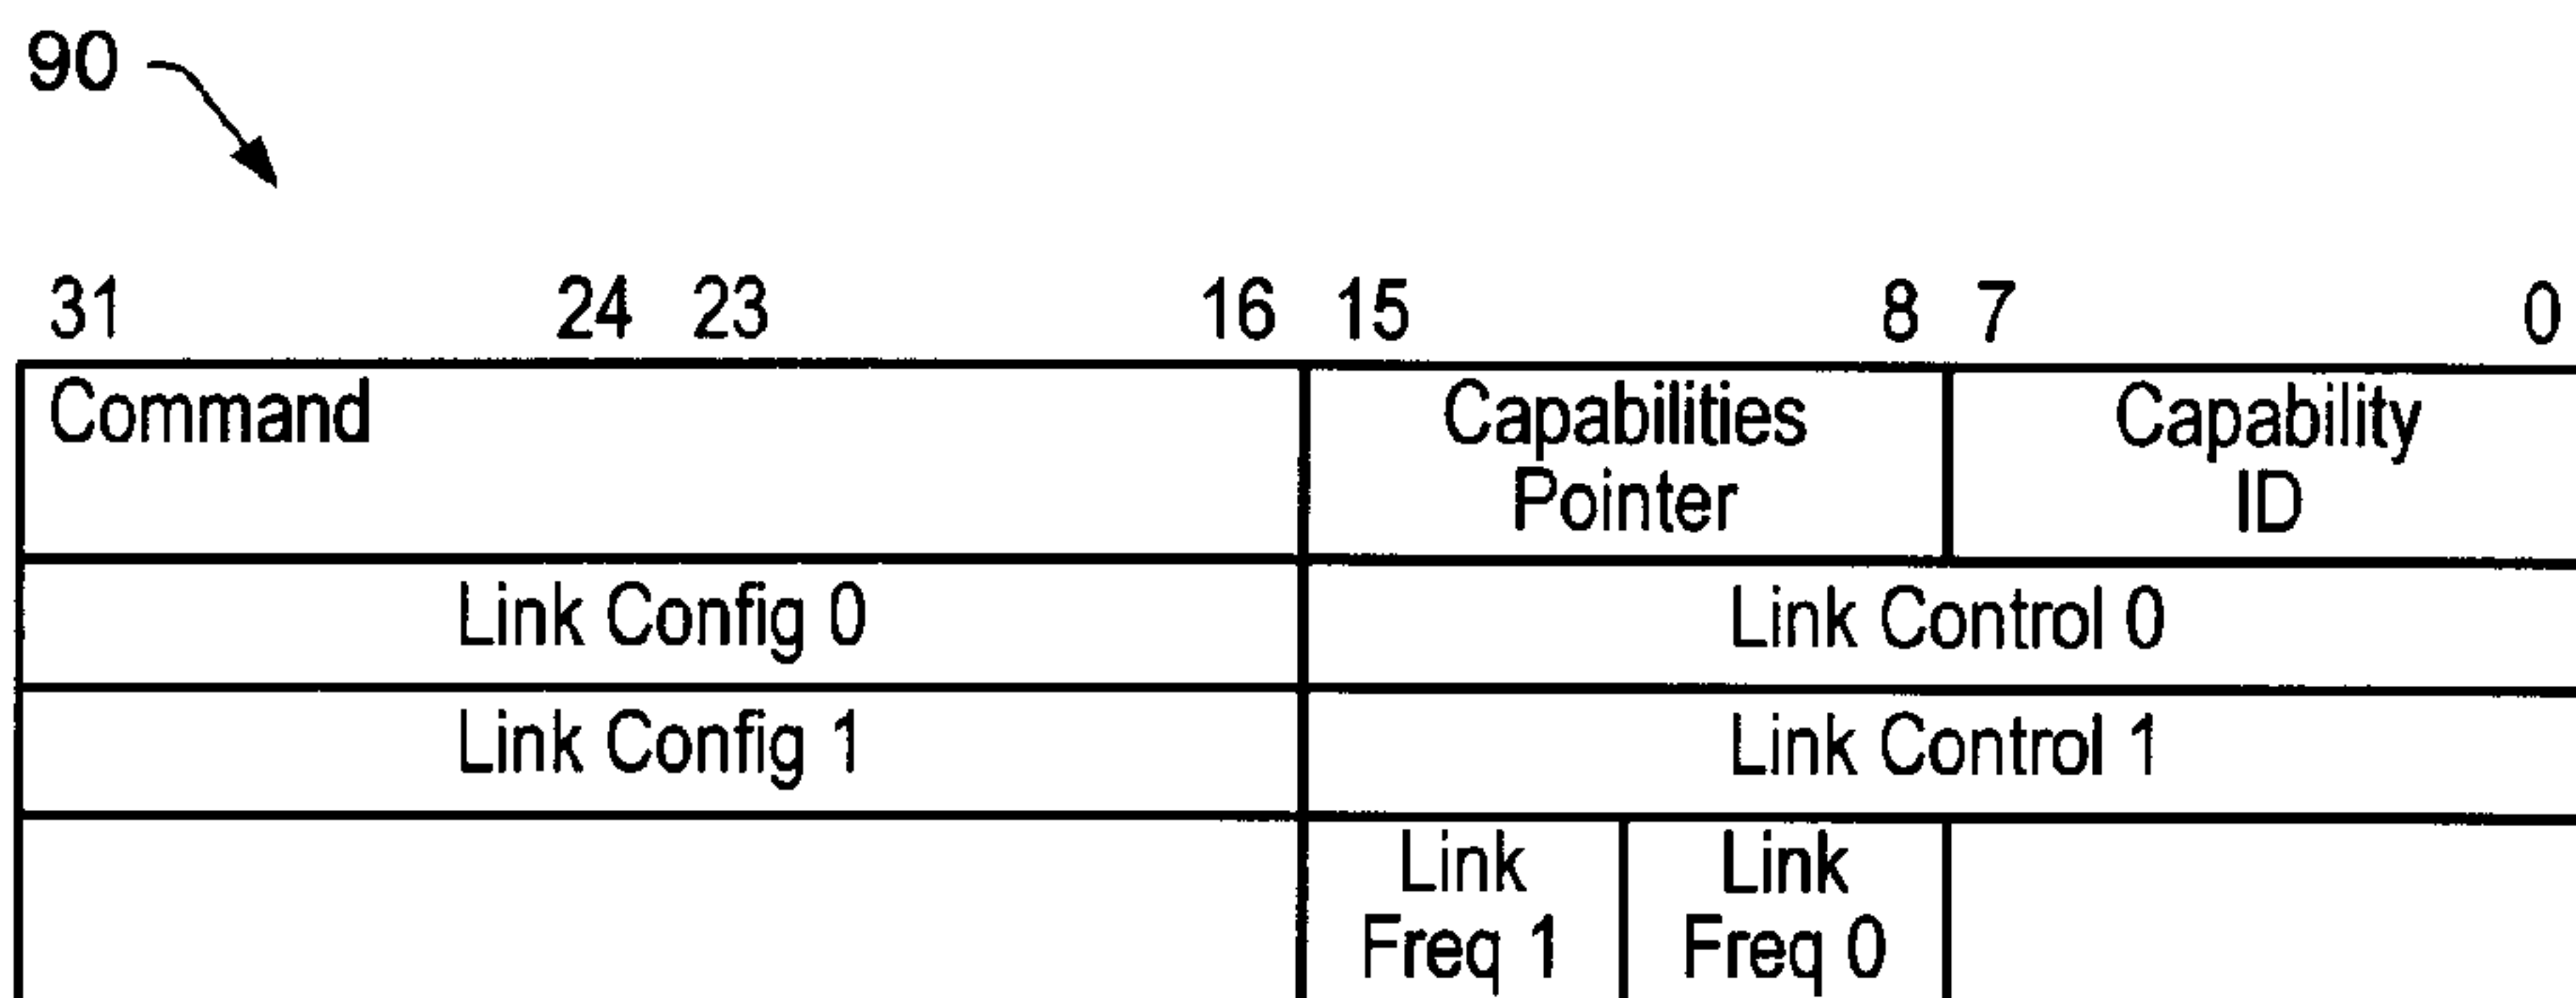 90
31 24 23 16 15 8 7 0
Command Capabilities Capability
Pointer ID
Link Config 0 Link Control 0
Link Config 1 Link Control 1
Link Link
Freq 1 Freq 0